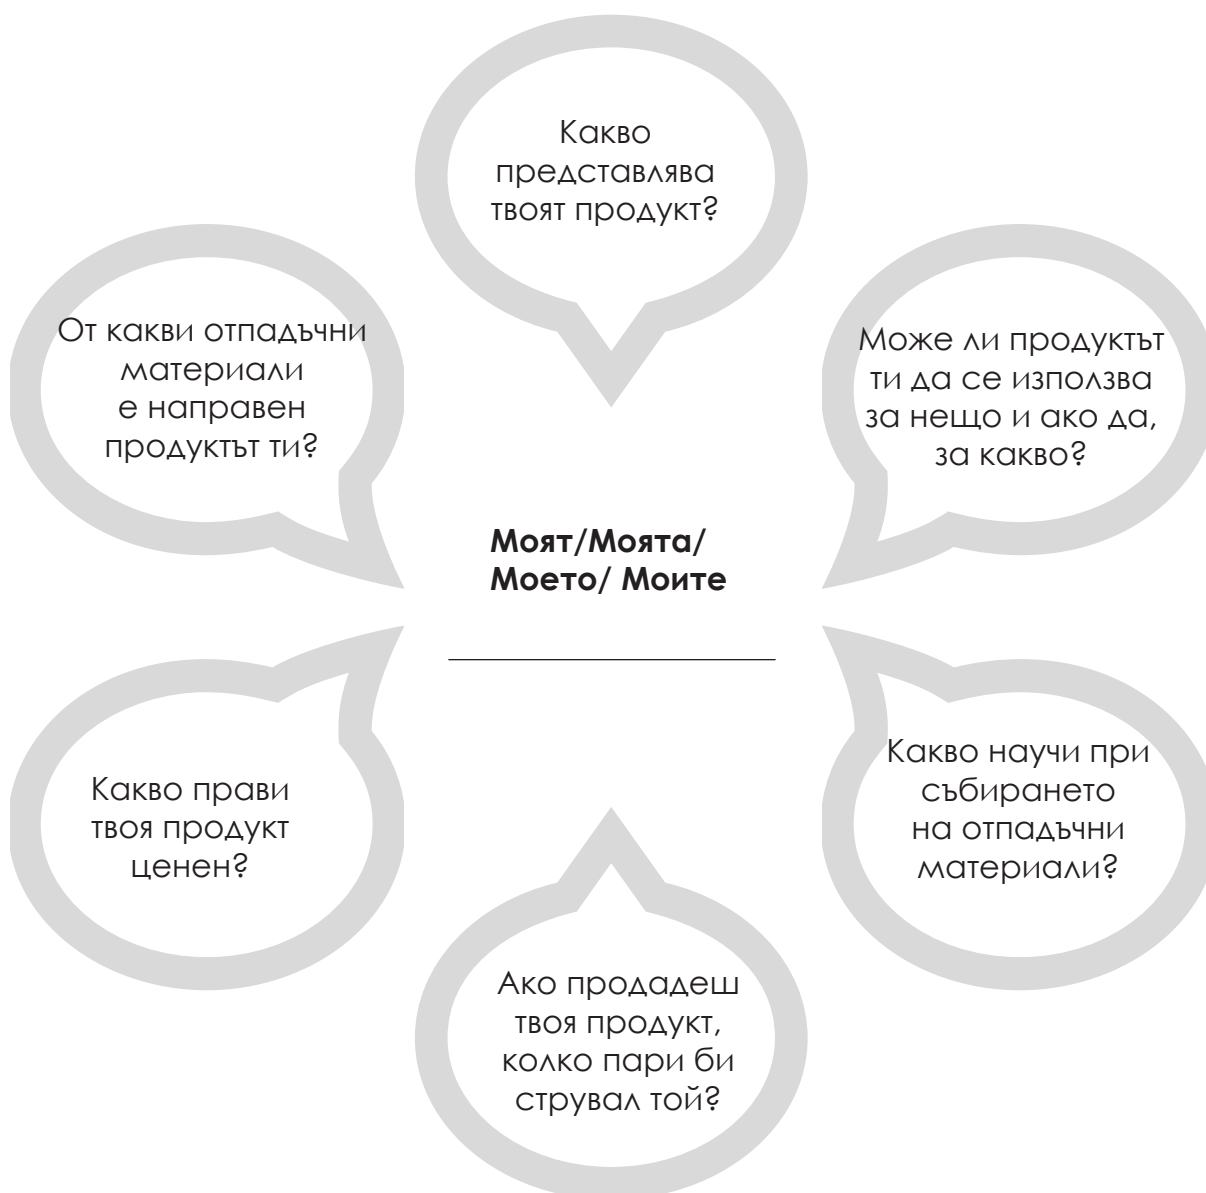 Какво
представлява
твоят продукт?
От какви отпадъчни
материали
е направен
продуктът ти?
Може ли продуктът
ти да се използва
за нещо и ако да,
за какво?
Моят/Моята/
Моето/ Моите
Какво прави
твоя продукт
ценен?
Какво научи при
събирането
на отпадъчни
материали?
Ако продадеш
твоя продукт,
колко пари би
струвал той?